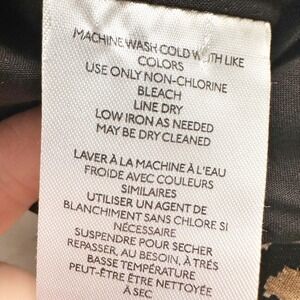 MACHINE WASH COLD WITH LIKE
COLORS
USE ONLY NON-CHLORINE
BLEACH
LINE DRY
LOW IRON AS NEEDED
MAY BE DRY CLEANED
LAVER À LA MACHINE À L'EAU
FROIDE AVEC COULEURS
SIMILAIRES
UTILISER UN AGENT DE
BLANCHIMENT SANS CHLORE SI
NÉCESSAIRE
SUSPENDRE POUR SECHER
REPASSER, AU BESOIN, À TRÈS
BASSE TEMPÉRATURE
PEUT-ÊTRE ÊTRE NETTOYÉE
À SEC